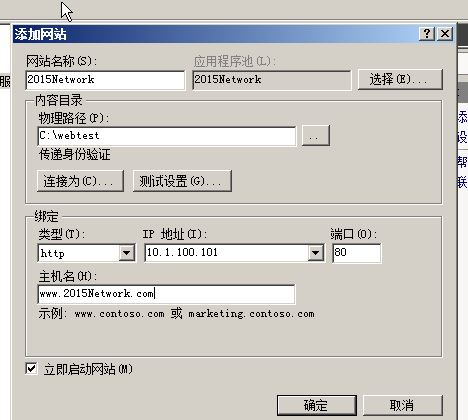 添加网站
网站名称(S):
应用程序池(L):
2015Network
2015Network
选择(E)...
内容目录
物理路径(P):
C:\webtest
..
传递身份验证
连接为(C)...
测试设置(G)...
绑定
类型(T):
IP 地址(I):
端口(O):
http
10.1.100.101
80
主机名(H):
www.2015Network.com
示例: www.contoso.com 或 marketing.contoso.com
立即启动网站(M)
确定
取消
服
添
设
帮
联